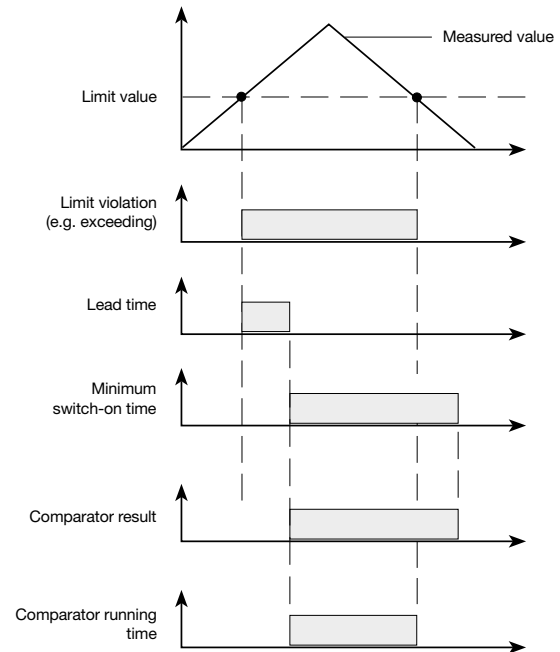 Measured value
Limit value
Limit violation
(e.g. exceeding)
Lead time
Minimum
switch-on time
Comparator result
Comparator running
time